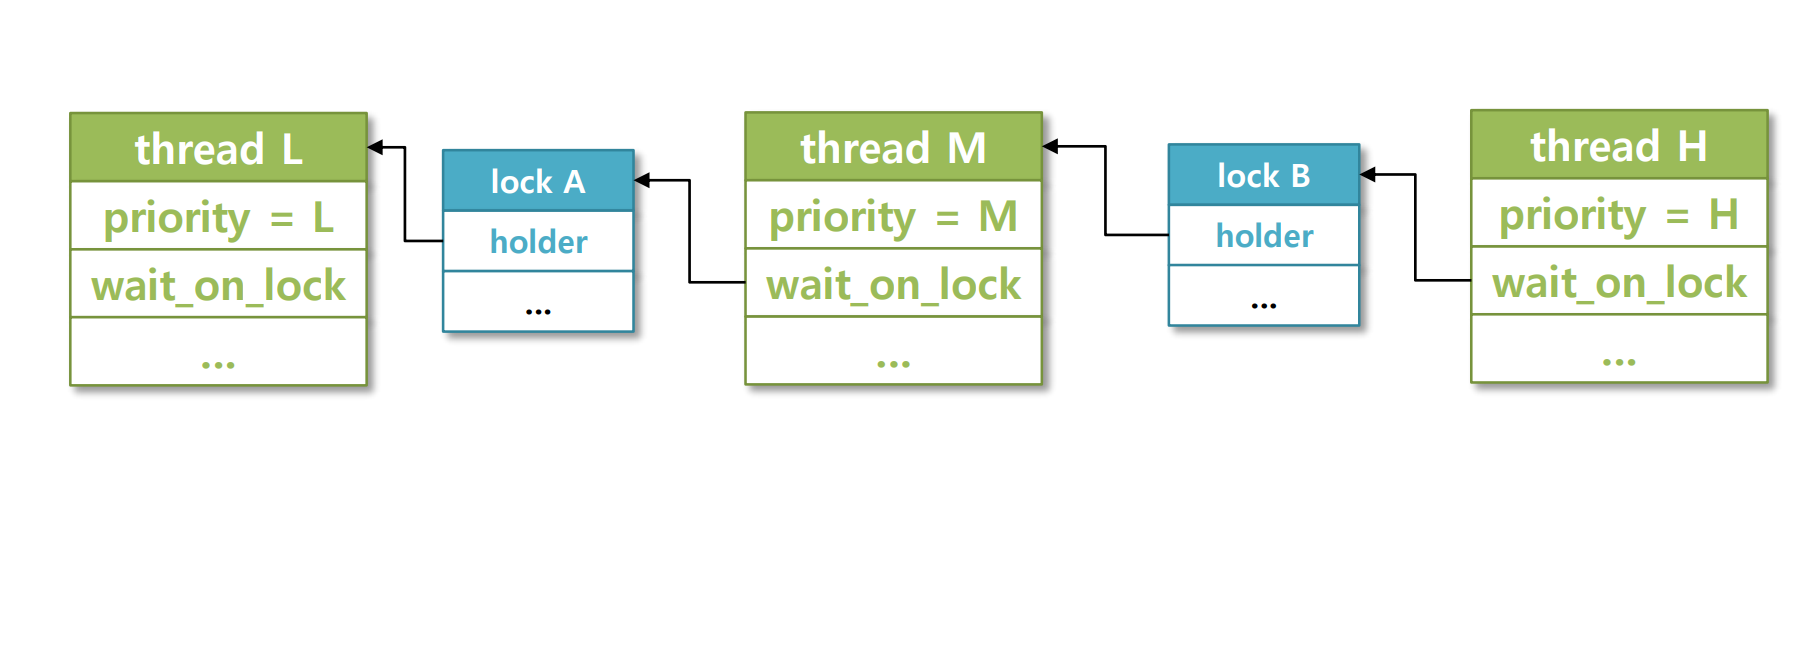 thread L
priority = L
wait_on_lock
...
lock A
holder
...
thread M
priority = M
wait_on_lock
...
lock B
holder
...
thread H
priority = H
wait_on_lock
...